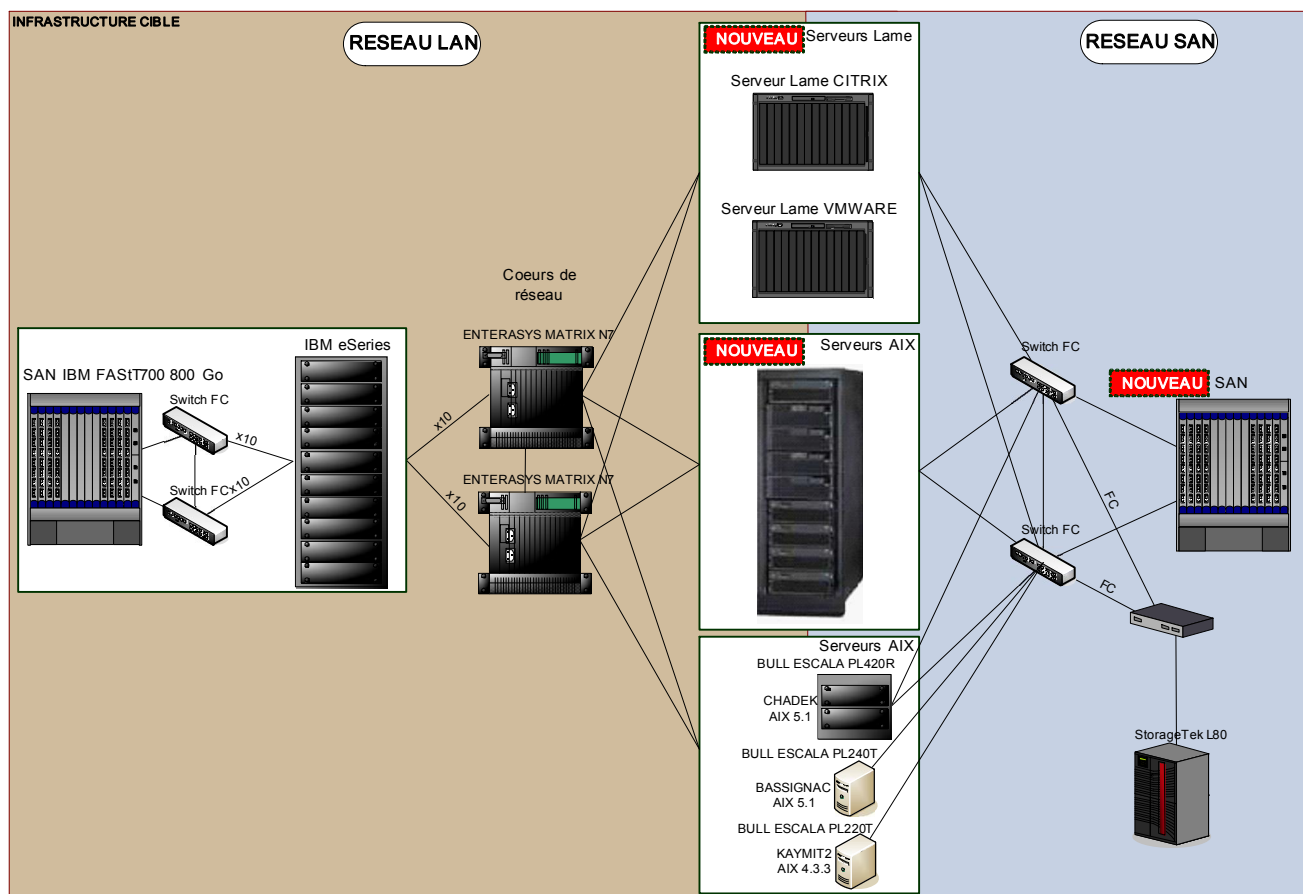 INFRASTRUCTURE CIBLE
RESEAU LAN
RESEAU SAN
NOUVEAU Serveurs Lame
Serveur Lame CITRIX
Serveur Lame VMWARE
Coeurs de
réseau
ENTERASYS MATRIX N7
ENTERASYS MATRIX N7
x10
x10
IBM eSeries
SAN IBM FAStT700 800 Go
Switch FC
Switch FC
x10
x10
NOUVEAU Serveurs AIX
Serveurs AIX
BULL ESCALA PL420R
CHADEK
AIX 5.1
BULL ESCALA PL240T
BASSIGNAC
AIX 5.1
BULL ESCALA PL220T
KAYMIT2
AIX 4.3.3
Switch FC
NOUVEAU SAN
FC
Switch FC
FC
StorageTek L80